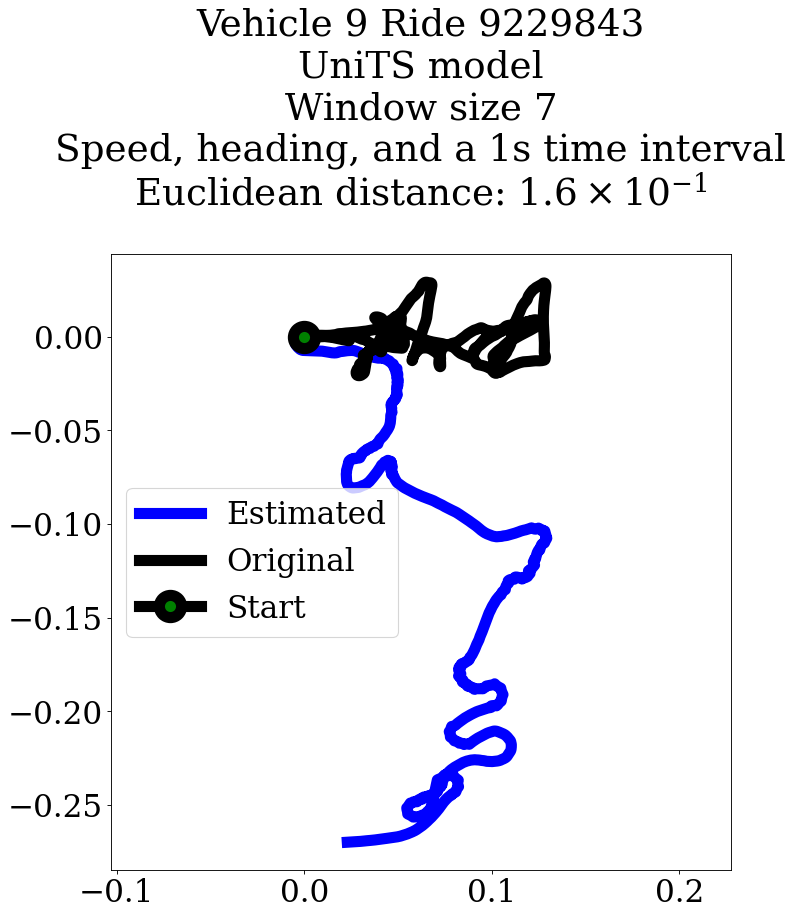 Vehicle 9 Ride 9229843
UniTS model
Window size 7
Speed, heading, and a 1s time interval
Euclidean distance: 1.6 × 10⁻¹
0.00
−0.05
−0.10
−0.15
−0.20
−0.25
Estimated
Original
Start
−0.1
0.0
0.1
0.2